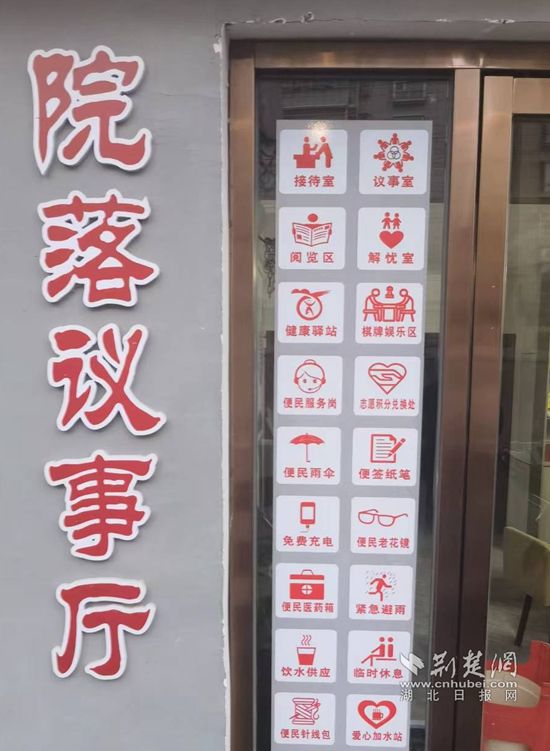 院落议事厅
接待室 议事室
阅览区 解忧室
健康驿站 棋牌娱乐区
便民服务岗 志愿积分兑换处
便民雨伞 便签纸笔
免费充电 便民老花镜
便民医药箱 紧急避雨
饮水供应 临时休息
便民针线包 爱心加水站
荆楚网
www.cnhubei.com
湖北日报网